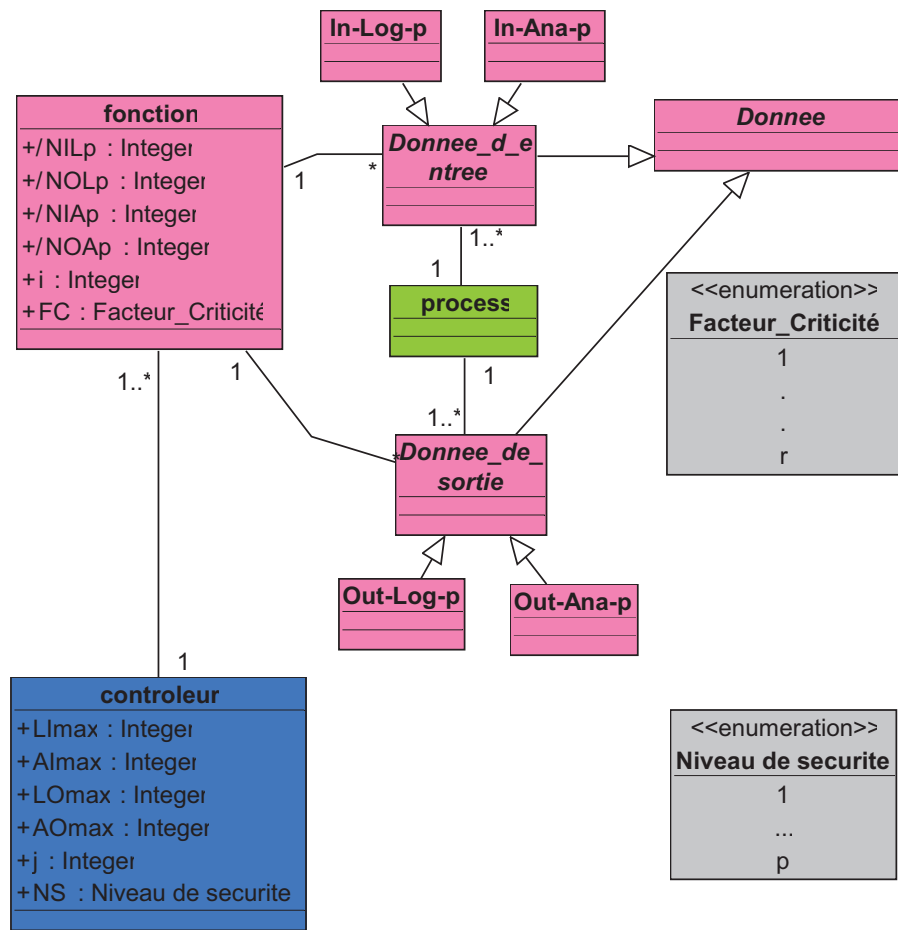 In-Log-p
In-Ana-p
fonction
+/NILp : Integer
+/NOLp : Integer
+/NIAp : Integer
+/NOAp : Integer
+i : Integer
+FC : Facteur_Criticité
1
*
Donnee_d_e
ntree
Donnee
1..*
1
process
<<enumeration>>
Facteur_Criticité
1
.
.
r
1..*
1
1
1..*
*
Donnee_de_
sortie
Out-Log-p
Out-Ana-p
1
controleur
+LImax : Integer
+AImax : Integer
+LOmax : Integer
+AOmax : Integer
+j : Integer
+NS : Niveau de securite
<<enumeration>>
Niveau de securite
1
...
p